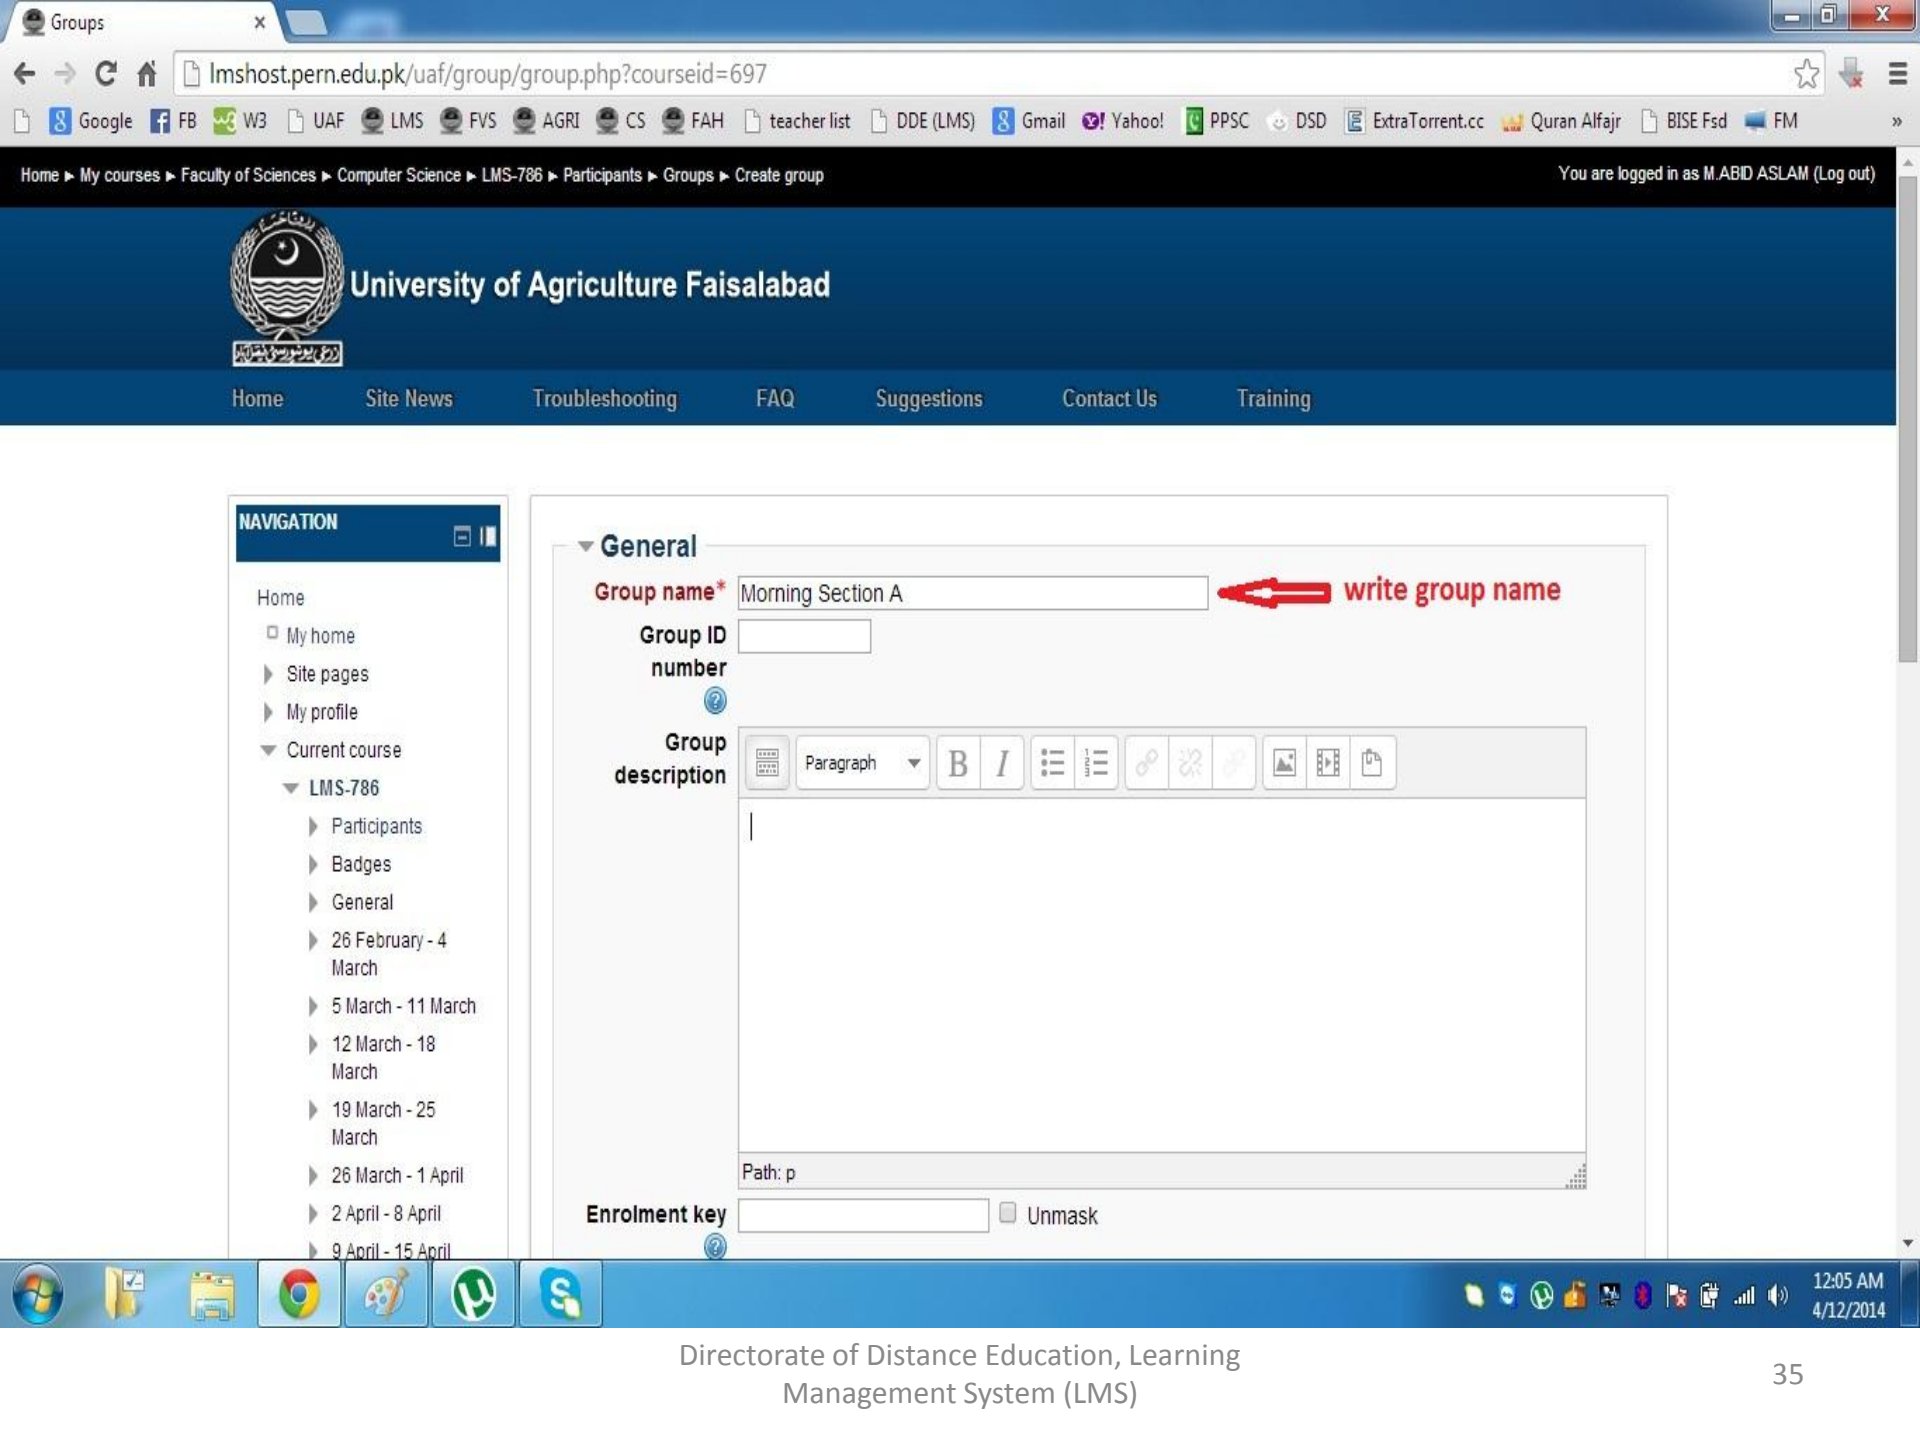 Groups
lmshost.pern.edu.pk/uaf/group/group.php?courseid=697
Google FB W3 UAF LMS FVS AGRI CS FAH teacher list DDE (LMS) Gmail Yahoo! PPSC DSD ExtraTorrent.cc Quran Alfajr BISE Fsd FM »
Home ► My courses ► Faculty of Sciences ► Computer Science ► LMS-786 ► Participants ► Groups ► Create group
You are logged in as M.ABID ASLAM (Log out)
University of Agriculture Faisalabad
Home Site News Troubleshooting FAQ Suggestions Contact Us Training
NAVIGATION
Home
My home
Site pages
My profile
Current course
LMS-786
Participants
Badges
General
26 February - 4
March
5 March - 11 March
12 March - 18
March
19 March - 25
March
26 March - 1 April
2 April - 8 April
9 April - 15 April
General
Group name* Morning Section A
write group name
Group ID
number
Group
description
Paragraph B I
Path: p
Enrolment key Unmask
12:05 AM
4/12/2014
Directorate of Distance Education, Learning
Management System (LMS)
35